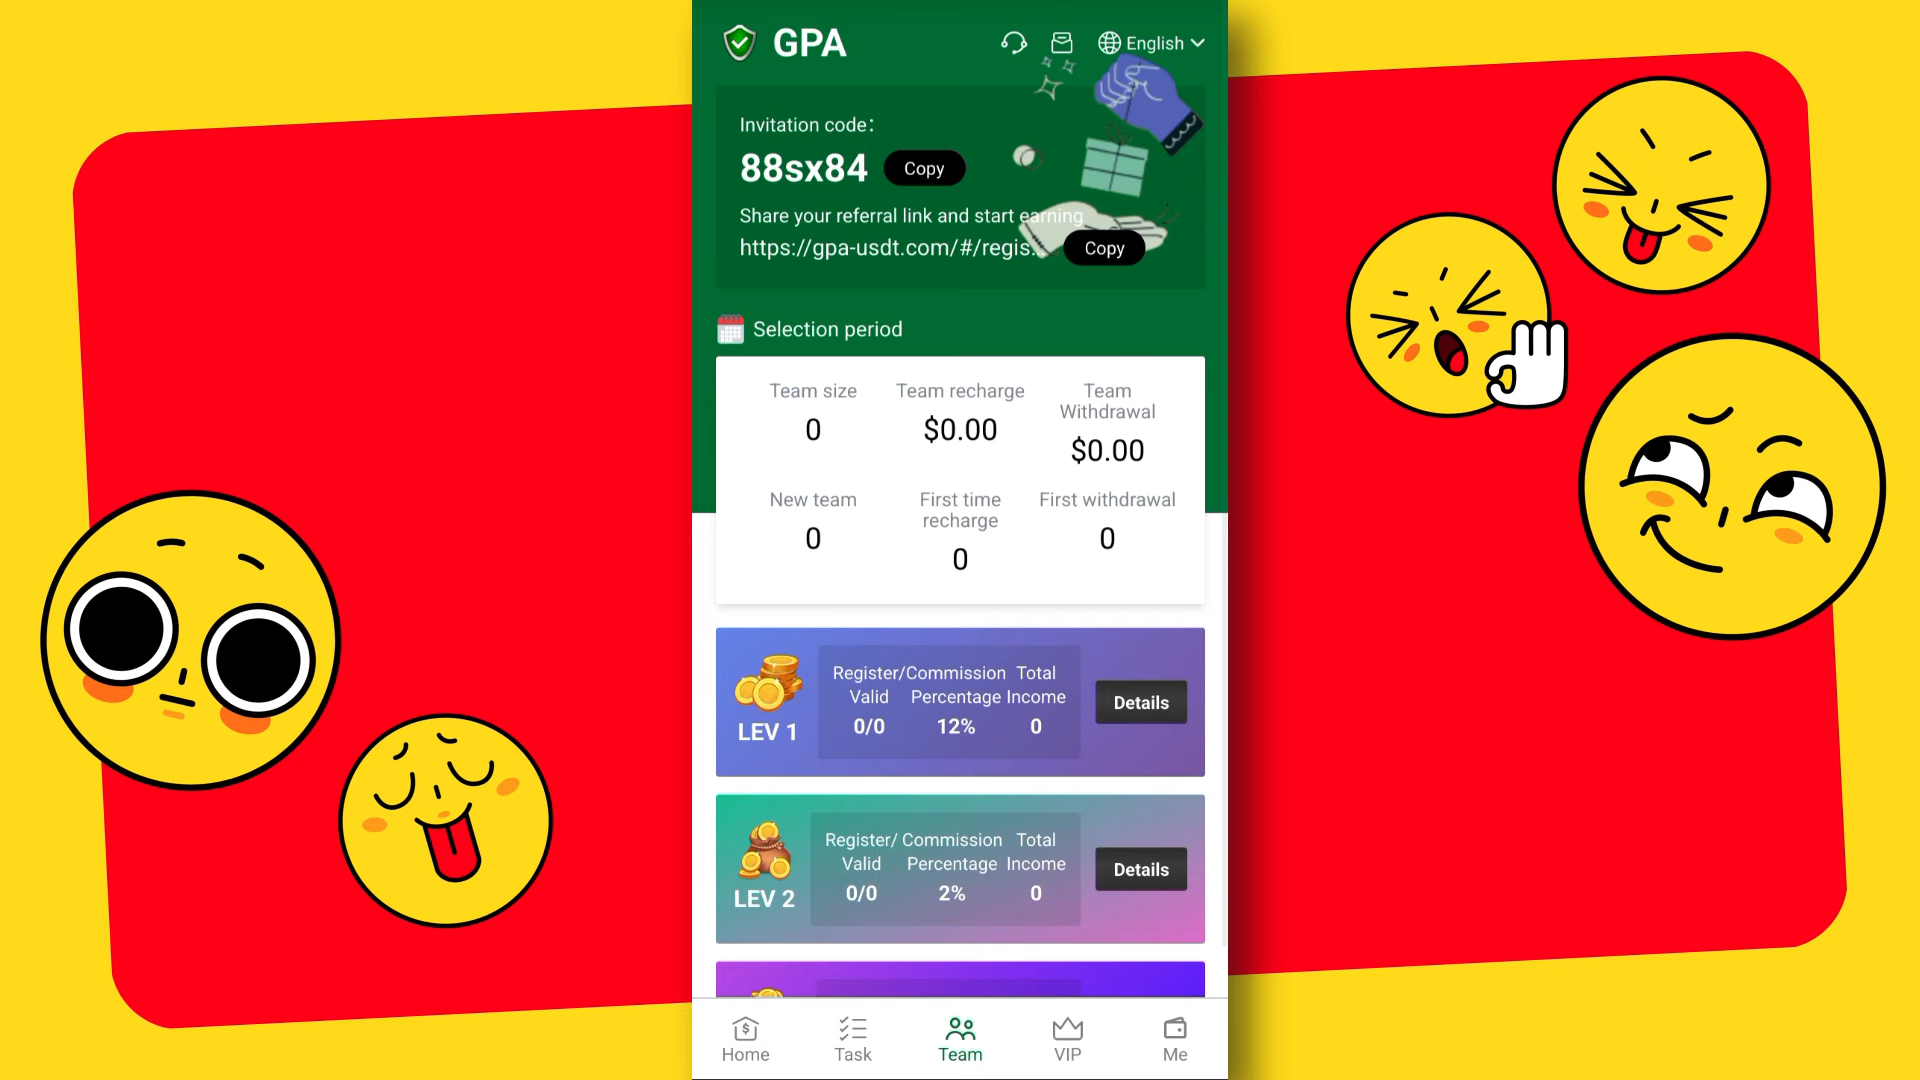 GPA
English
Invitation code：
88sx84 Copy
Share your referral link and start earning
https://gpa-usdt.com/#/regis... Copy
Selection period
Team size
0
Team recharge
$0.00
Team
Withdrawal
$0.00
New team
0
First time
recharge
0
First withdrawal
0
LEV 1
Register/
Valid
0/0
Commission
Percentage
12%
Total
Income
0
Details
LEV 2
Register/
Valid
0/0
Commission
Percentage
2%
Total
Income
0
Details
Home
Task
Team
VIP
Me